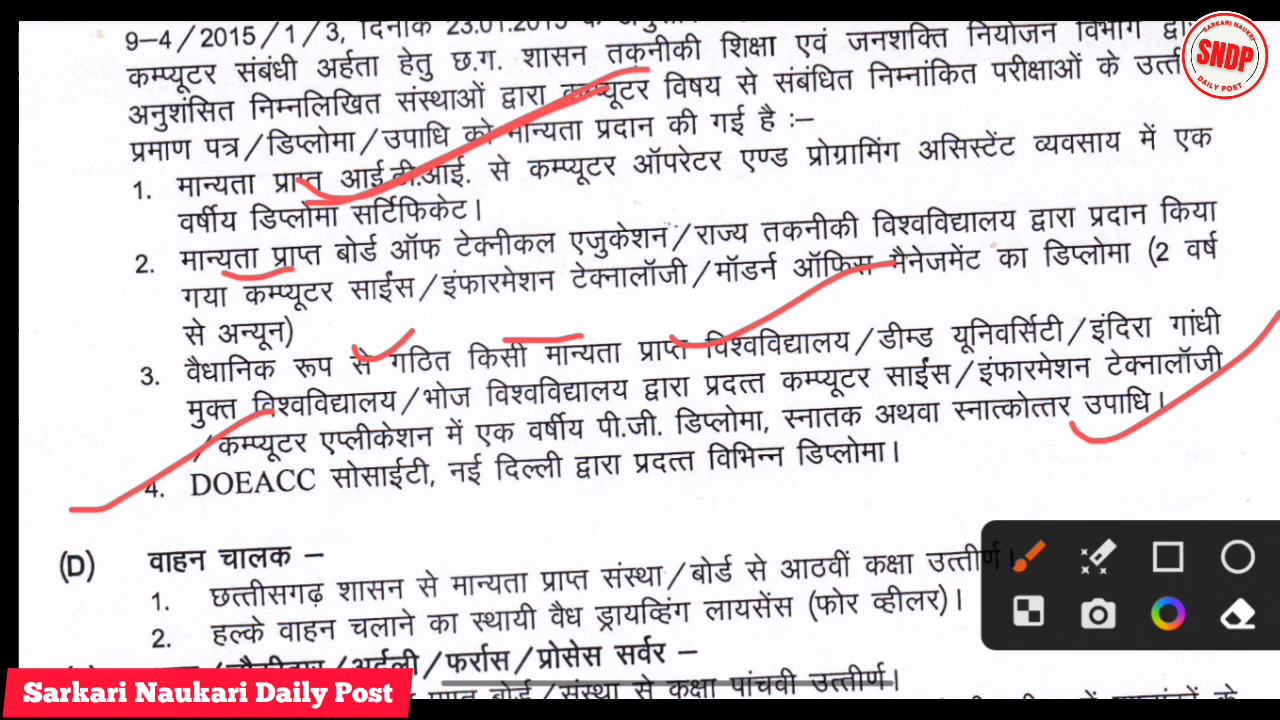 9–4/2015/1/3, दिनांक 23.01.2015 के अनुसार
कम्प्यूटर संबंधी अर्हता हेतु छ.ग. शासन तकनीकी शिक्षा एवं जनशक्ति नियोजन विभाग
अनुशंसित निम्नलिखित संस्थाओं द्वारा कम्प्यूटर विषय से संबंधित निम्नांकित परीक्षाओं के
प्रमाण पत्र/डिप्लोमा/उपाधि को मान्यता प्रदान की गई है :–
1. मान्यता प्राप्त आई.टी.आई. से कम्प्यूटर ऑपरेटर एण्ड प्रोग्रामिंग असिस्टेंट व्यवसाय में एक
वर्षीय डिप्लोमा सर्टिफिकेट।
2. मान्यता प्राप्त बोर्ड ऑफ टेक्नीकल एजुकेशन/राज्य तकनीकी विश्वविद्यालय द्वारा प्रदान किया
गया कम्प्यूटर साईंस/इंफारमेशन टेक्नालॉजी/मॉडर्न ऑफिस मैनेजमेंट का डिप्लोमा (2 वर्ष
से अन्यून)
3. वैधानिक रूप से गठित किसी मान्यता प्राप्त विश्वविद्यालय/डीम्ड यूनिवर्सिटी/इंदिरा गांधी
मुक्त विश्वविद्यालय/भोज विश्वविद्यालय द्वारा प्रदत्त कम्प्यूटर साईंस/इंफारमेशन टेक्नालॉजी
/कम्प्यूटर एप्लीकेशन में एक वर्षीय पी.जी. डिप्लोमा, स्नातक अथवा स्नात्कोत्तर उपाधि।
4. DOEACC सोसाईटी, नई दिल्ली द्वारा प्रदत्त विभिन्न डिप्लोमा।
(D) वाहन चालक –
1. छत्तीसगढ़ शासन से मान्यता प्राप्त संस्था/बोर्ड से आठवीं कक्षा उत्तीर्ण।
2. हल्के वाहन चलाने का स्थायी वैध ड्रायव्हिंग लायसेंस (फोर व्हीलर)।
/चौकीदार/अर्दली/फर्रास/प्रोसेस सर्वर –
बोर्ड/संस्था से कक्षा पांचवी उत्तीर्ण।
SARKARI NAUKRI
SNDP
DAILY POST
Sarkari Naukari Daily Post